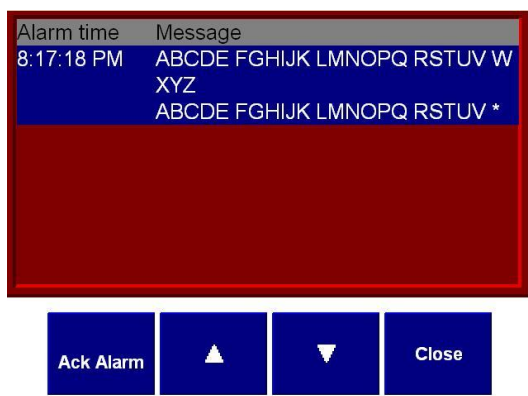 Alarm time Message
8:17:18 PM ABCDE FGHIJK LMNOPQ RSTUV W
XYZ
ABCDE FGHIJK LMNOPQ RSTUV *
Ack Alarm ▲ ▼ Close